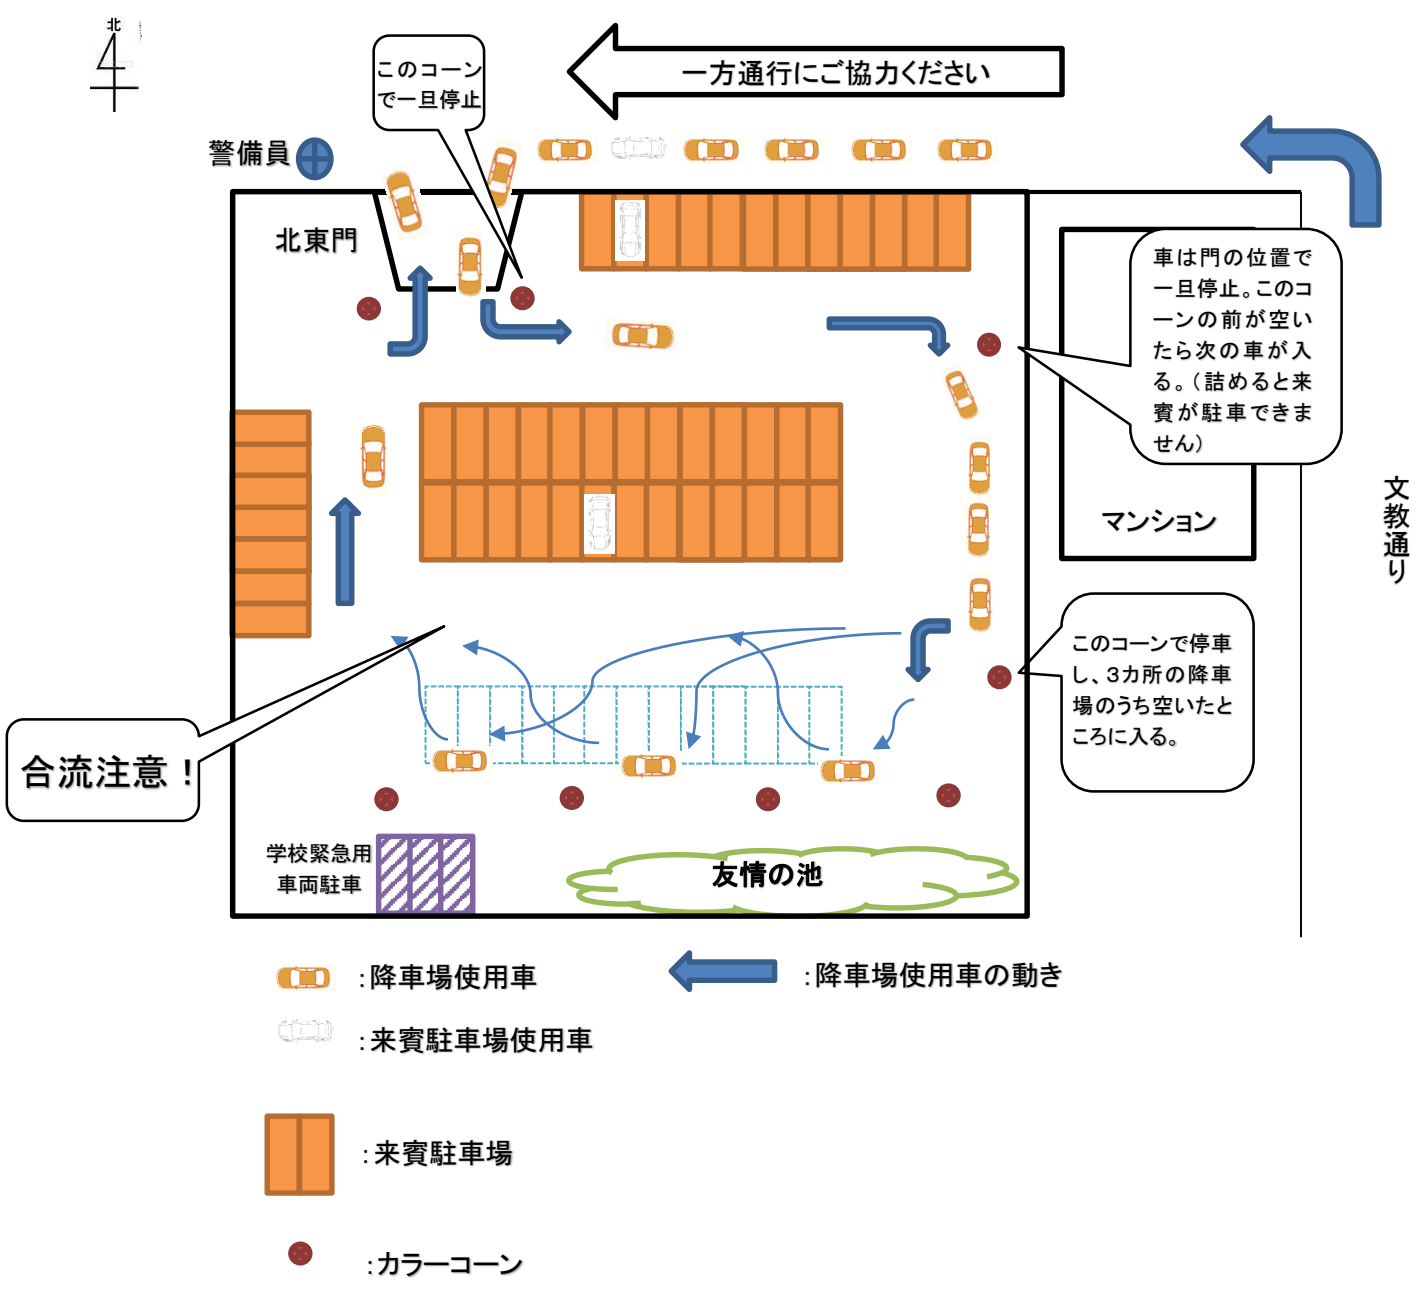 北
このコーン
で一旦停止
一方通行にご協力ください
警備員
北東門
車は門の位置で
一旦停止。このコ
ーンの前が空い
たら次の車が入
る。（詰めると来
賓が駐車できま
せん）
マンション
文教通り
このコーンで停車
し、３カ所の降車
場のうち空いたと
ころに入る。
合流注意！
学校緊急用
車両駐車
友情の池
：降車場使用車
：降車場使用車の動き
：来賓駐車場使用車
：来賓駐車場
：カラーコーン